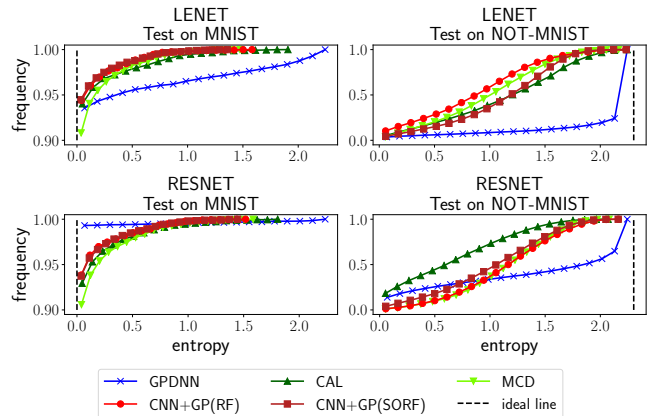 LENET
Test on MNIST
LENET
Test on NOT-MNIST
frequency
1.00
0.95
0.90
0.0 0.5 1.0 1.5 2.0
1.0
0.5
0.0
0.0 0.5 1.0 1.5 2.0
RESNET
Test on MNIST
RESNET
Test on NOT-MNIST
frequency
1.00
0.95
0.90
0.0 0.5 1.0 1.5 2.0
entropy
1.0
0.5
0.0
0.0 0.5 1.0 1.5 2.0
entropy
GPDNN CAL MCD
CNN+GP(RF) CNN+GP(SORF) ideal line